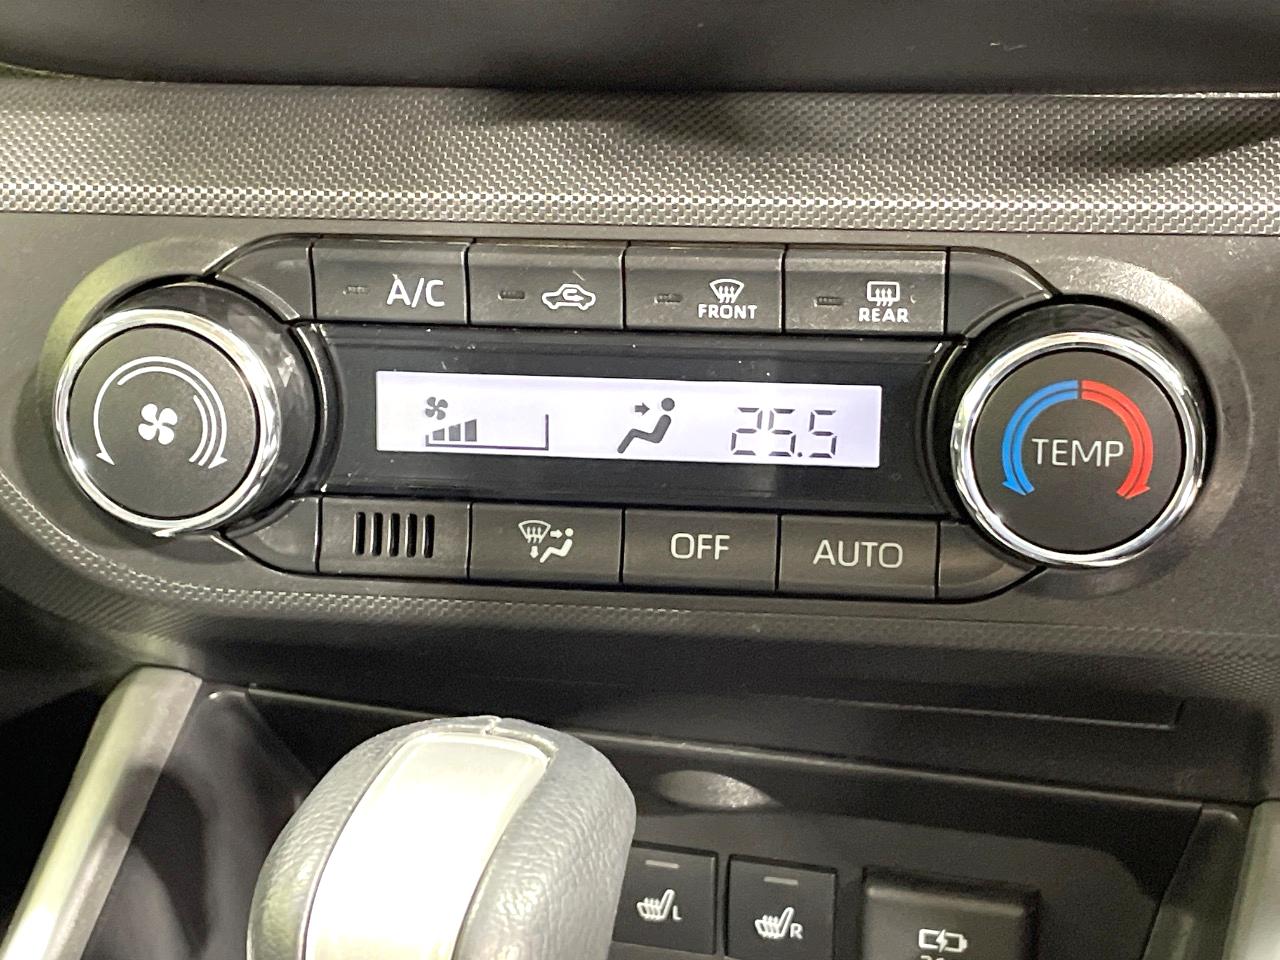 A/C
FRONT
REAR
25.5
TEMP
OFF
AUTO
L
R